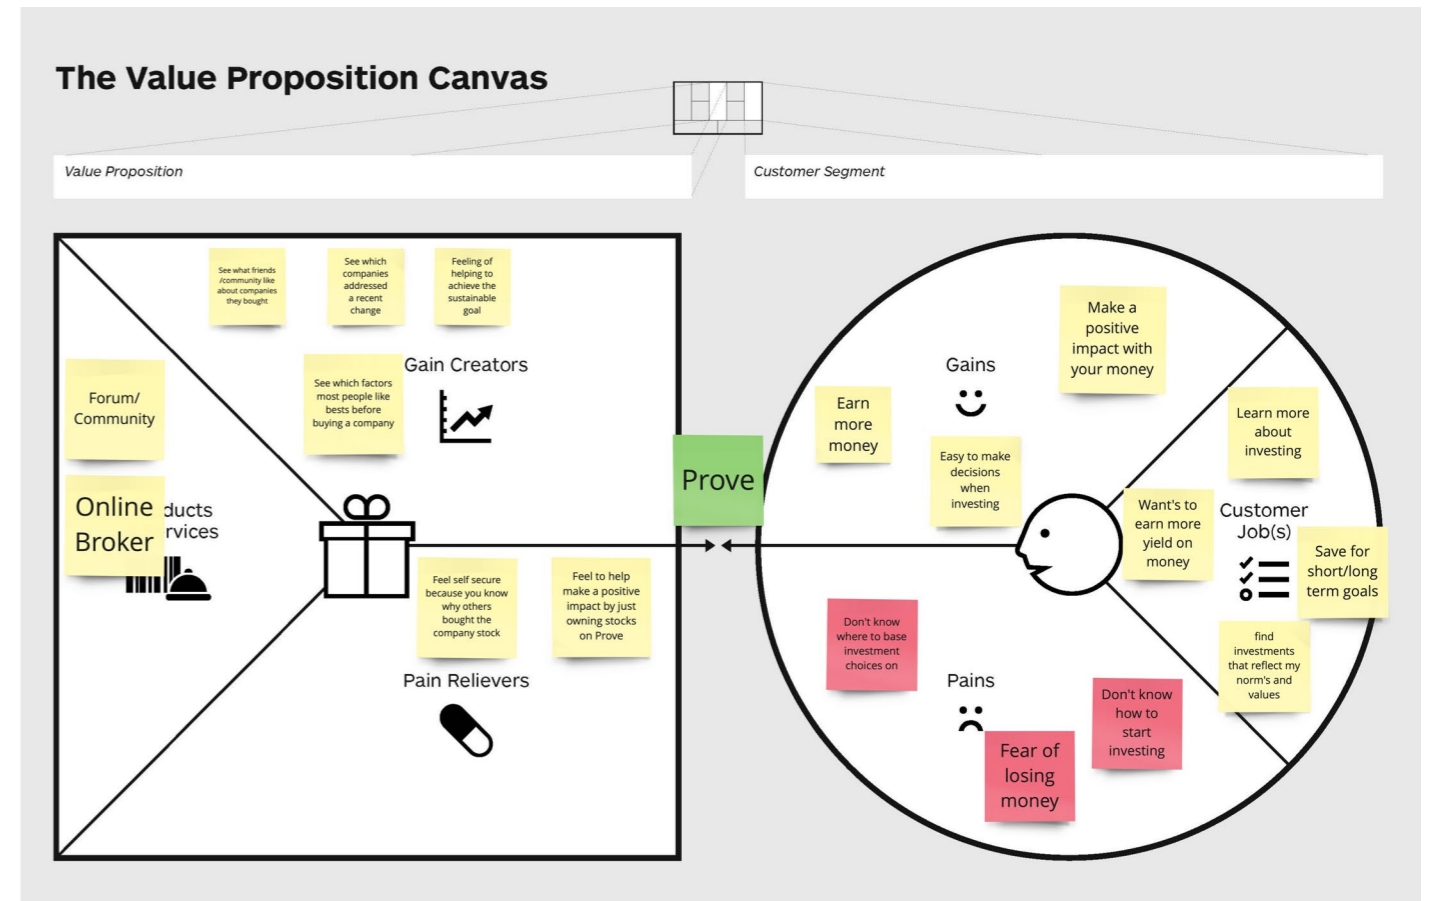 The Value Proposition Canvas
Value Proposition
Customer Segment
See what friends
/community like
about companies
they bought
See which
companies
addressed
a recent
change
Feeling of
helping to
achieve the
sustainable
goal
See which factors
most people like
bests before
buying a company
Gain Creators
Forum/
Community
Online
Broker
ducts
rvices
Feel self secure
because you know
why others
bought the
company stock
Feel to help
make a positive
impact by just
owning stocks
on Prove
Pain Relievers
Prove
Make a
positive
impact with
your money
Gains
Earn
more
money
Easy to make
decisions
when
investing
Learn more
about
investing
Want's to
earn more
yield on
money
Customer
Job(s)
Save for
short/long
term goals
find
investments
that reflect my
norm's and
values
Don't know
where to base
investment
choices on
Pains
Don't know
how to
start
investing
Fear of
losing
money